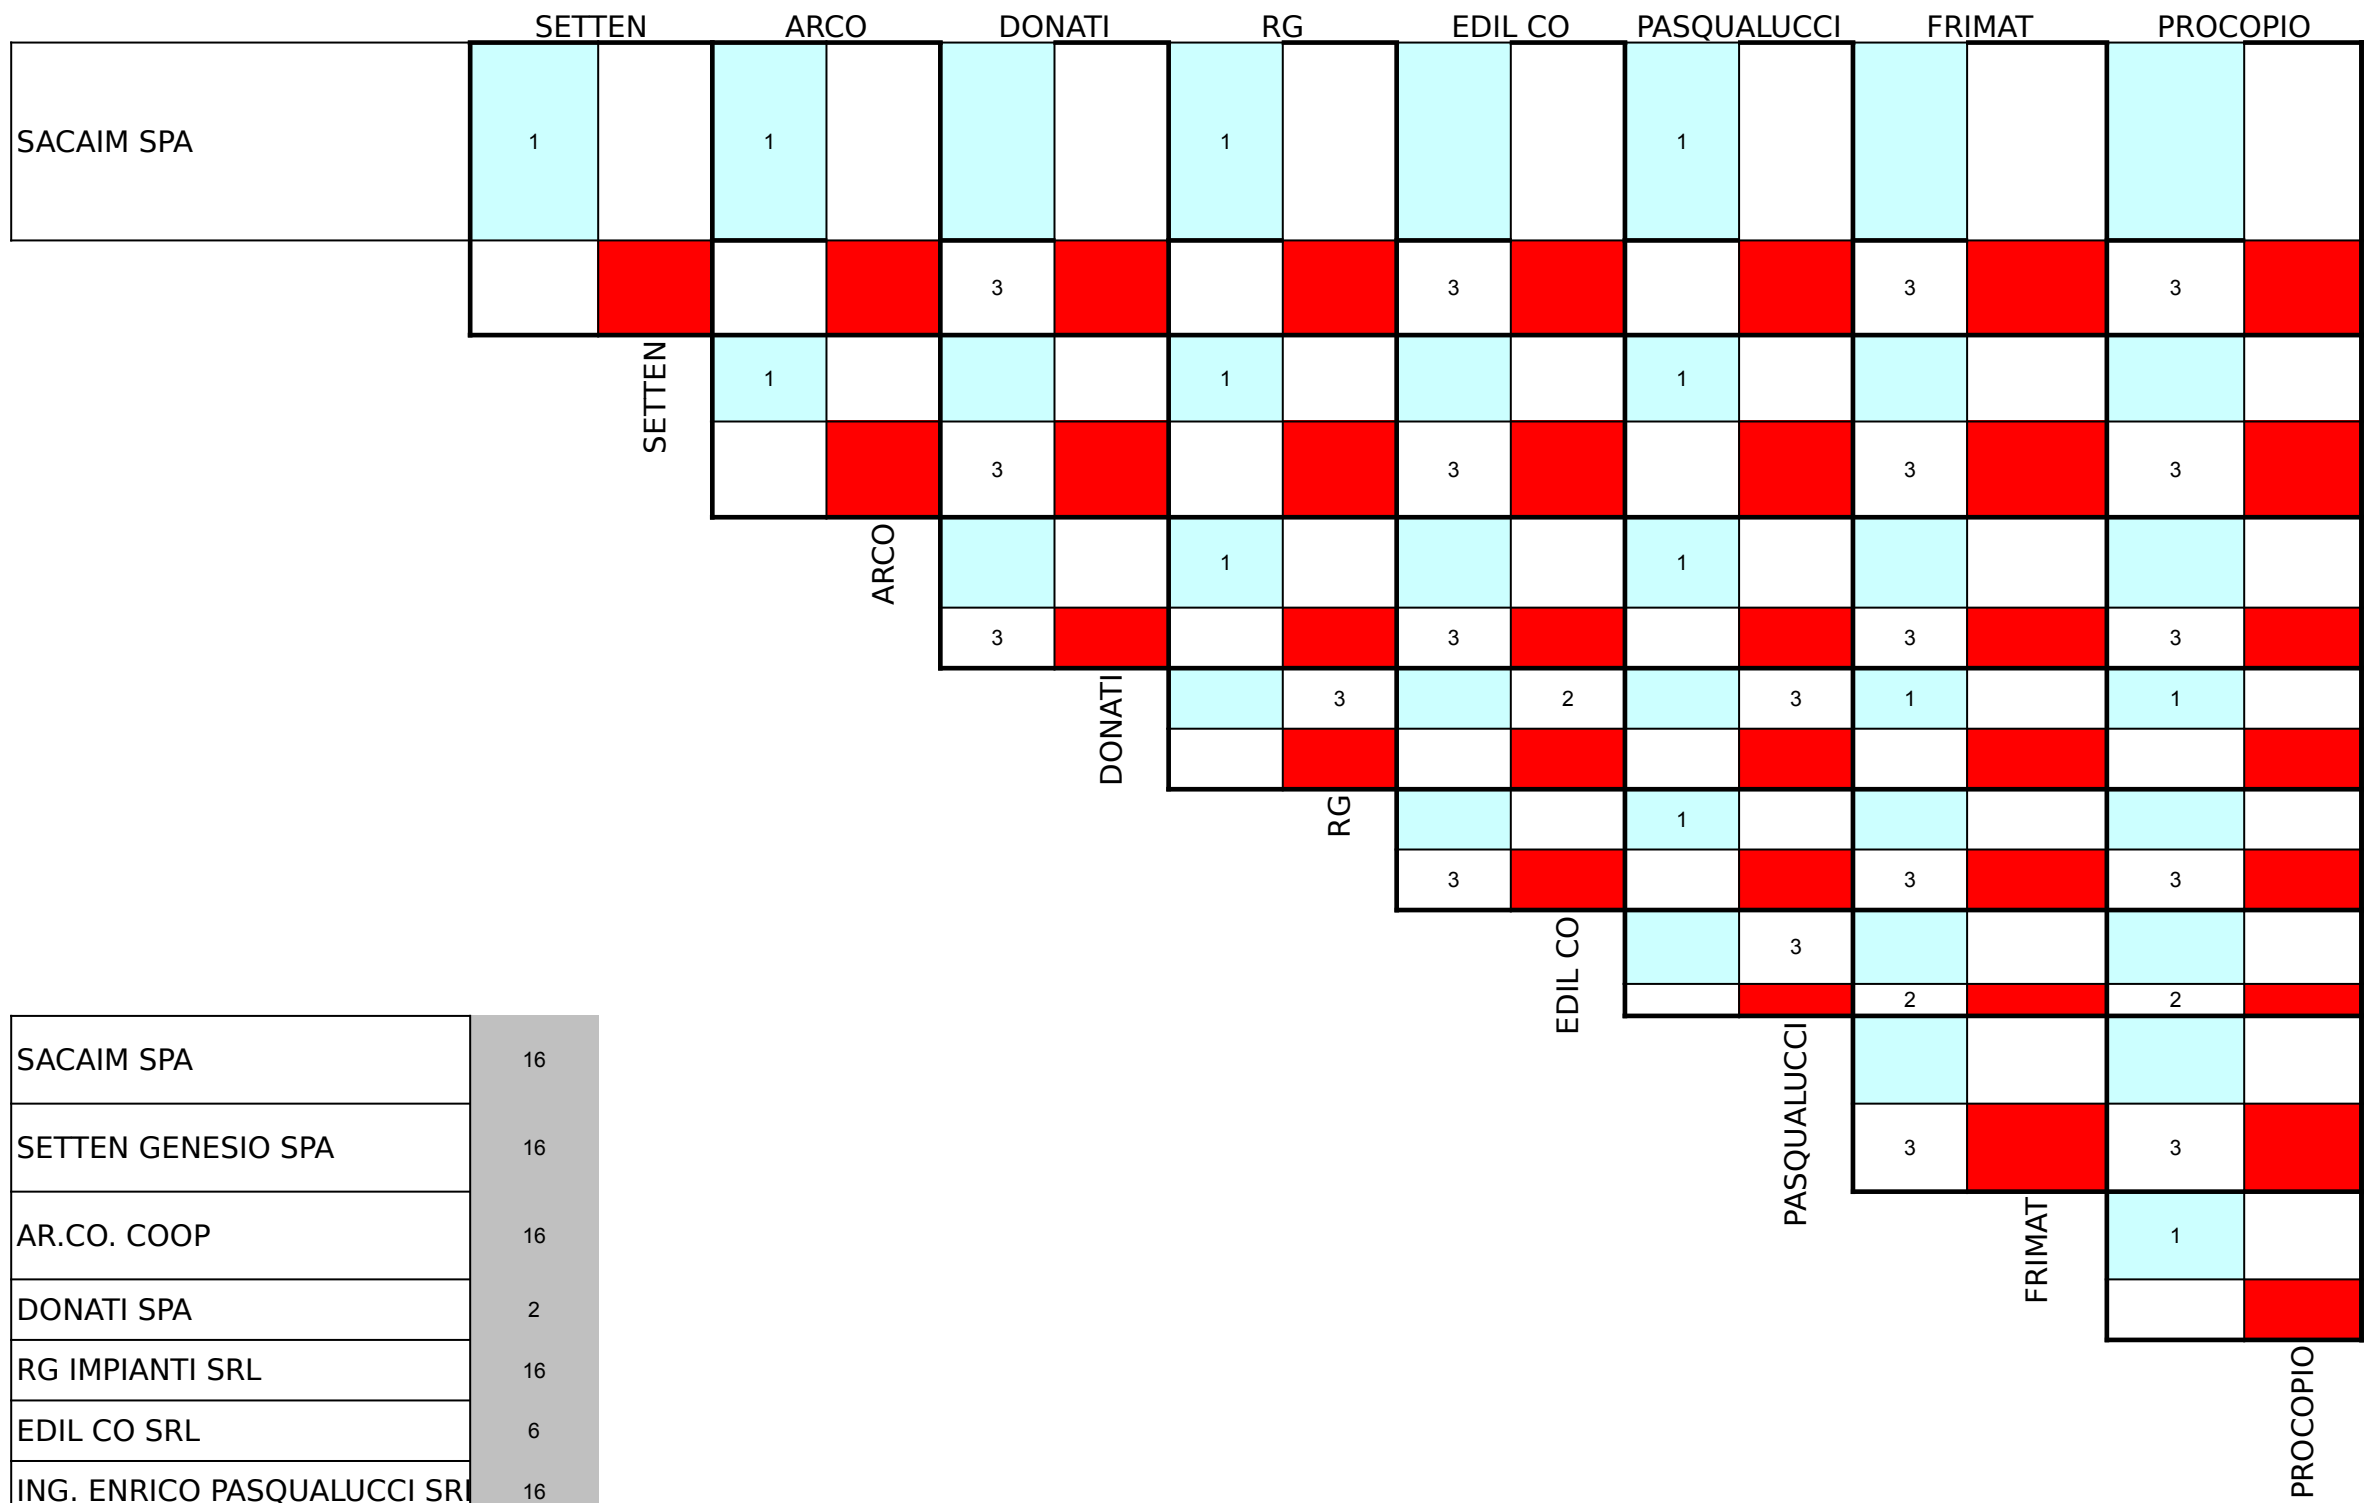 SETTEN ARCO DONATI RG EDIL CO PASQUALUCCI FRIMAT PROCOPIO
SACAIM SPA 1 1 1 1
3 3 3 3
SETTEN 1 1 1
3 3 3 3
ARCO 1 1
3 3 3 3
DONATI 3 2 3 1 1
RG 1
3 3 3
EDIL CO 3
2 2
PASQUALUCCI
3 3
FRIMAT 1
PROCOPIO
SACAIM SPA 16
SETTEN GENESIO SPA 16
AR.CO. COOP 16
DONATI SPA 2
RG IMPIANTI SRL 16
EDIL CO SRL 6
ING. ENRICO PASQUALUCCI SRL 16